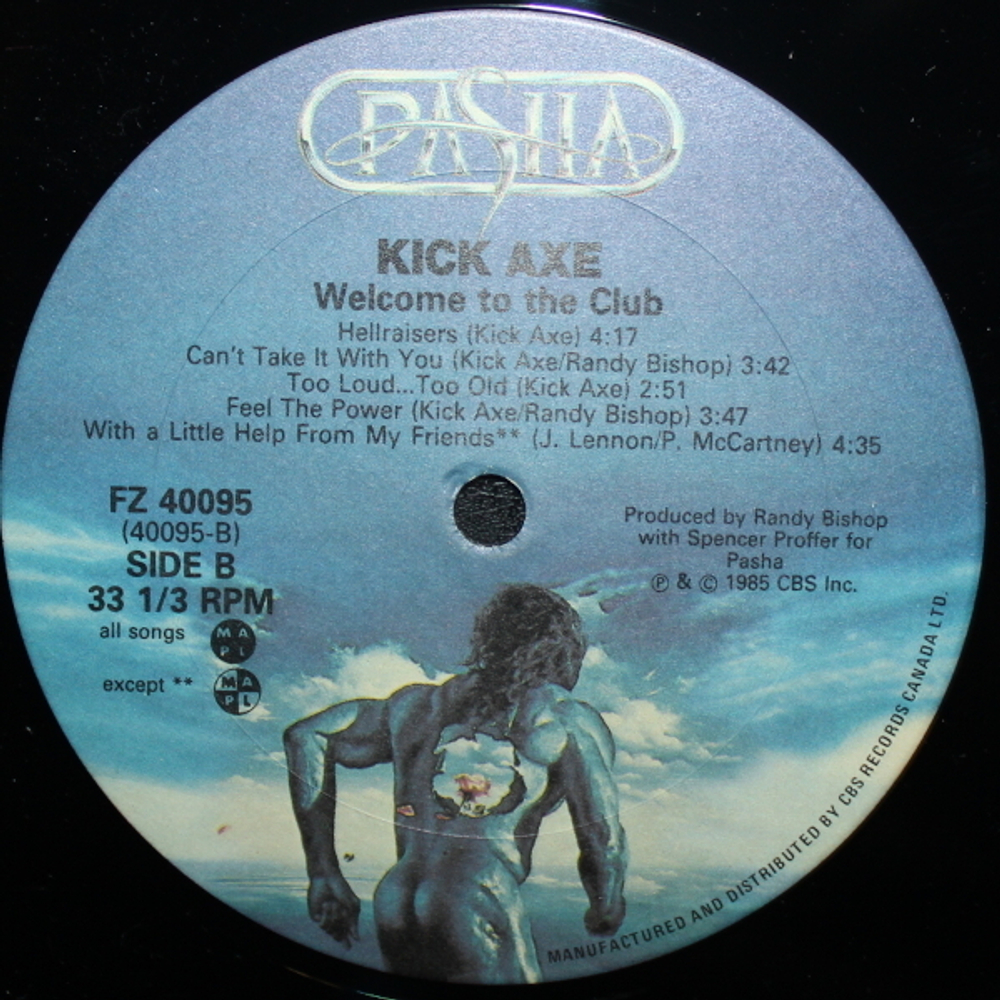 PASHA
KICK AXE
Welcome to the Club
Hellraisers (Kick Axe) 4:17
Can't Take It With You (Kick Axe/Randy Bishop) 3:42
Too Loud...Too Old (Kick Axe) 2:51
Feel The Power (Kick Axe/Randy Bishop) 3:47
With a Little Help From My Friends** (J. Lennon/P. McCartney) 4:35
FZ 40095
(40095-B)
SIDE B
33 1/3 RPM
all songs MAPL
except ** MAPL
Produced by Randy Bishop
with Spencer Proffer for
Pasha
℗ & © 1985 CBS Inc.
MANUFACTURED AND DISTRIBUTED BY CBS RECORDS CANADA LTD.